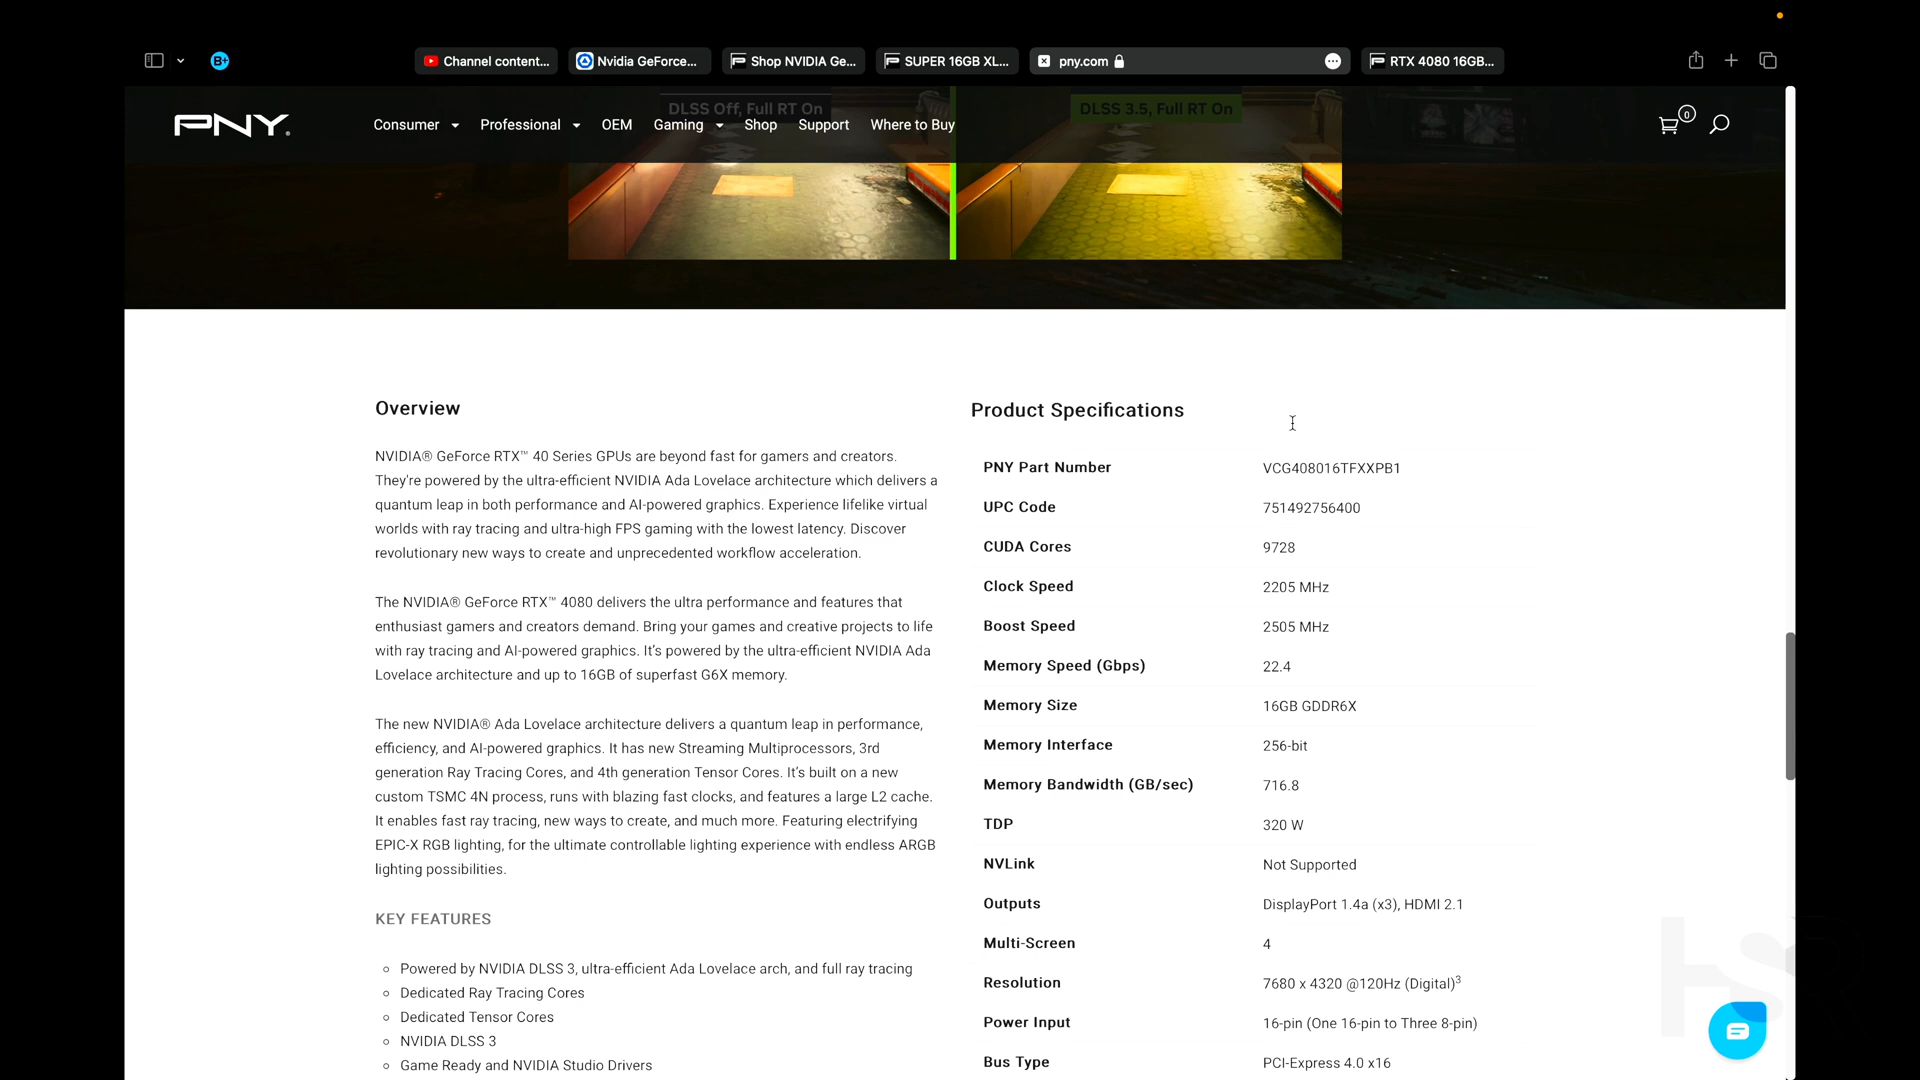 B+
Channel content...
Nvidia GeForce...
Shop NVIDIA Ge...
SUPER 16GB XL...
pny.com
RTX 4080 16GB...
DLSS Off, Full RT On
DLSS 3.5, Full RT On
PNY
Consumer
Professional
OEM
Gaming
Shop
Support
Where to Buy
0
Overview
NVIDIA® GeForce RTX™ 40 Series GPUs are beyond fast for gamers and creators.
They're powered by the ultra-efficient NVIDIA Ada Lovelace architecture which delivers a
quantum leap in both performance and AI-powered graphics. Experience lifelike virtual
worlds with ray tracing and ultra-high FPS gaming with the lowest latency. Discover
revolutionary new ways to create and unprecedented workflow acceleration.
The NVIDIA® GeForce RTX™ 4080 delivers the ultra performance and features that
enthusiast gamers and creators demand. Bring your games and creative projects to life
with ray tracing and AI-powered graphics. It's powered by the ultra-efficient NVIDIA Ada
Lovelace architecture and up to 16GB of superfast G6X memory.
The new NVIDIA® Ada Lovelace architecture delivers a quantum leap in performance,
efficiency, and AI-powered graphics. It has new Streaming Multiprocessors, 3rd
generation Ray Tracing Cores, and 4th generation Tensor Cores. It's built on a new
custom TSMC 4N process, runs with blazing fast clocks, and features a large L2 cache.
It enables fast ray tracing, new ways to create, and much more. Featuring electrifying
EPIC-X RGB lighting, for the ultimate controllable lighting experience with endless ARGB
lighting possibilities.
KEY FEATURES
Powered by NVIDIA DLSS 3, ultra-efficient Ada Lovelace arch, and full ray tracing
Dedicated Ray Tracing Cores
Dedicated Tensor Cores
NVIDIA DLSS 3
Game Ready and NVIDIA Studio Drivers
Product Specifications
PNY Part Number VCG408016TFXXPB1
UPC Code 751492756400
CUDA Cores 9728
Clock Speed 2205 MHz
Boost Speed 2505 MHz
Memory Speed (Gbps) 22.4
Memory Size 16GB GDDR6X
Memory Interface 256-bit
Memory Bandwidth (GB/sec) 716.8
TDP 320 W
NVLink Not Supported
Outputs DisplayPort 1.4a (x3), HDMI 2.1
Multi-Screen 4
Resolution 7680 x 4320 @120Hz (Digital)3
Power Input 16-pin (One 16-pin to Three 8-pin)
Bus Type PCI-Express 4.0 x16
HSR